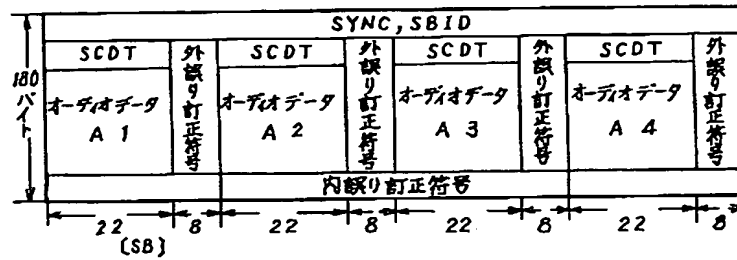 SYNC,SBID
SCDT
SCDT
SCDT
SCDT
180
バイト
オーディオデータ
A 1
外誤り訂正符号
オーディオデータ
A 2
外誤り訂正符号
オーディオデータ
A 3
外誤り訂正符号
オーディオデータ
A 4
外誤り訂正符号
内誤り訂正符号
22
8
22
8
22
8
22
8
[SB]